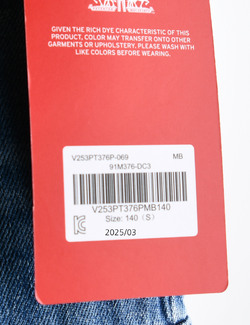 GIVEN THE RICH DYE CHARACTERISTIC OF THIS
PRODUCT, COLOR MAY TRANSFER ONTO OTHER
GARMENTS OR UPHOLSTERY. PLEASE WASH WITH
LIKE COLORS BEFORE WEARING.
V253PT376P-069 MB
91M376-DC3
V253PT376PMB140
Size: 140 (S)
2025/03